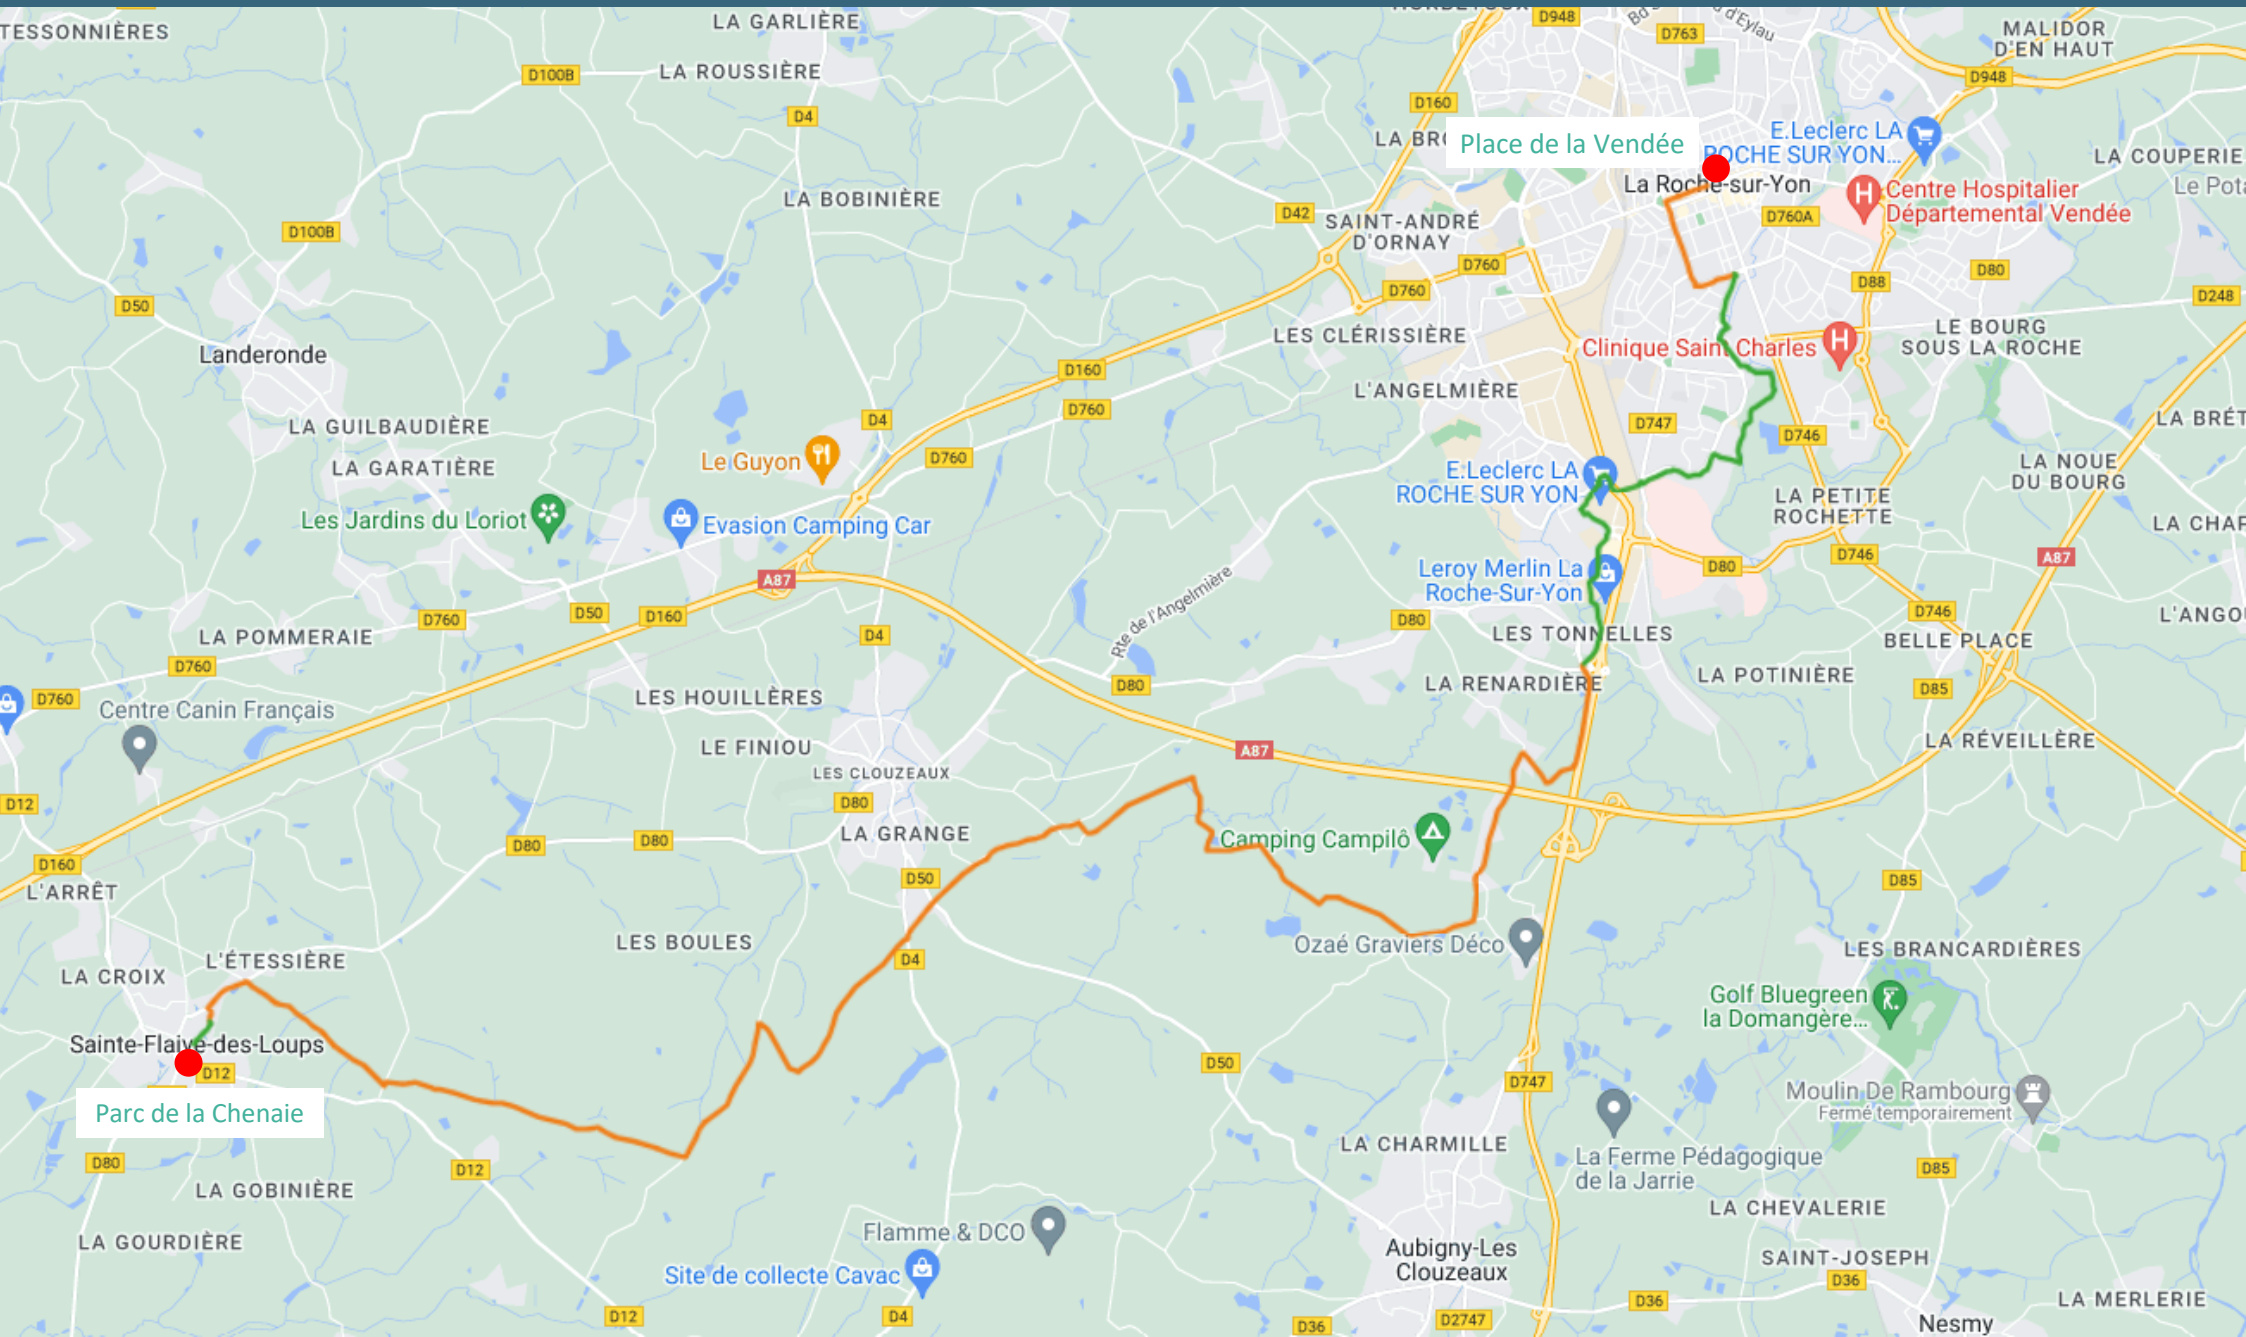 TESSONNIÈRES
LA GARLIÈRE
D948
D763
d'Eylau
MALIDOR
D'EN HAUT
D100B
LA ROUSSIÈRE
D948
D4
D160
LA BRO
Place de la Vendée
E.Leclerc LA
ROCHE SUR YON...
LA COUPERIE
La Roche-sur-Yon
Centre Hospitalier
Départemental Vendée
LA BOBINIÈRE
D42
SAINT-ANDRÉ
D'ORNAY
D760A
D100B
D760
D88
D80
D760
D248
D50
Landeronde
LES CLÉRISSIÈRE
LE BOURG
SOUS LA ROCHE
Clinique Saint Charles
D160
L'ANGELMIÈRE
D760
D4
LA GUILBAUDIÈRE
D747
D746
LA GARATIÈRE
Le Guyon
D760
E.Leclerc LA
ROCHE SUR YON
LA NOUE
DU BOURG
LA PETITE
ROCHETTE
Les Jardins du Loriot
Evasion Camping Car
D746
A87
A87
Leroy Merlin La
Roche-Sur-Yon
D80
Rte de l'Angelmière
D50
D160
D760
D80
D746
LA POMMERAIE
D4
LES TONNELLES
BELLE PLACE
D760
D760
D80
LA RENARDIÈRE
LA POTINIÈRE
D85
Centre Canin Français
LES HOUILLÈRES
LE FINIOU
A87
LA RÉVEILLÈRE
LES CLOUZEAUX
D12
D80
LA GRANGE
Camping Campilô
D80
D80
D160
L'ARRÊT
D50
D85
LES BOULES
Ozaé Graviers Déco
LES BRANCARDIÈRES
L'ÉTESSIÈRE
D4
LA CROIX
Golf Bluegreen
la Domangère...
Sainte-Flaive-des-Loups
D12
D50
D747
Moulin De Rambourg
Fermé temporairement
Parc de la Chenaie
LA CHARMILLE
La Ferme Pédagogique
de la Jarrie
D80
D12
D85
LA GOBINIÈRE
LA CHEVALERIE
LA GOURDIÈRE
Flamme & DCO
Aubigny-Les
Clouzeaux
SAINT-JOSEPH
Site de collecte Cavac
D36
D12
D4
D36
D36
D2747
LA MERLERIE
Nesmy